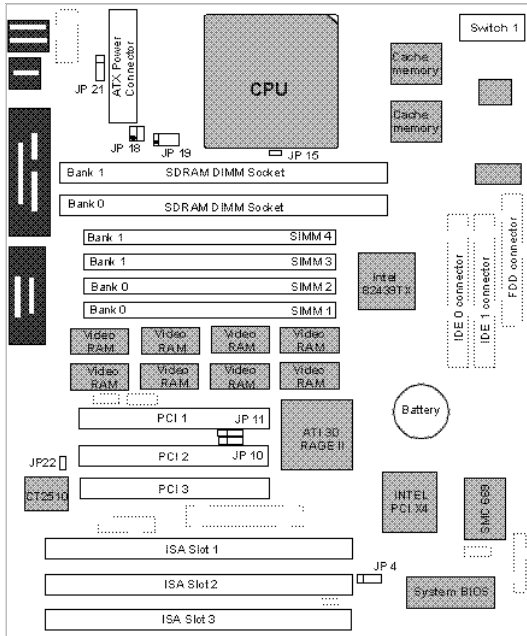 Switch 1
ATX Power
Connector
JP 21
CPU
Cache
memory
Cache
memory
JP 18
JP 19
JP 15
Bank 1 SDRAM DIMM Socket
Bank 0 SDRAM DIMM Socket
Bank 1 SIMM 4
Bank 1 SIMM 3
Bank 0 SIMM 2
Bank 0 SIMM 1
Intel
82439TX
IDE 0 connector
IDE 1 connector
FDD connector
Video
RAM
Video
RAM
Video
RAM
Video
RAM
Video
RAM
Video
RAM
Video
RAM
Video
RAM
PCI 1
JP 11
PCI 2
JP 10
PCI 3
JP22
CT2510
ATI 3D
RAGE II
Battery
INTEL
PCI X4
SMC 669
ISA Slot 1
ISA Slot 2
ISA Slot 3
JP 4
System BIOS